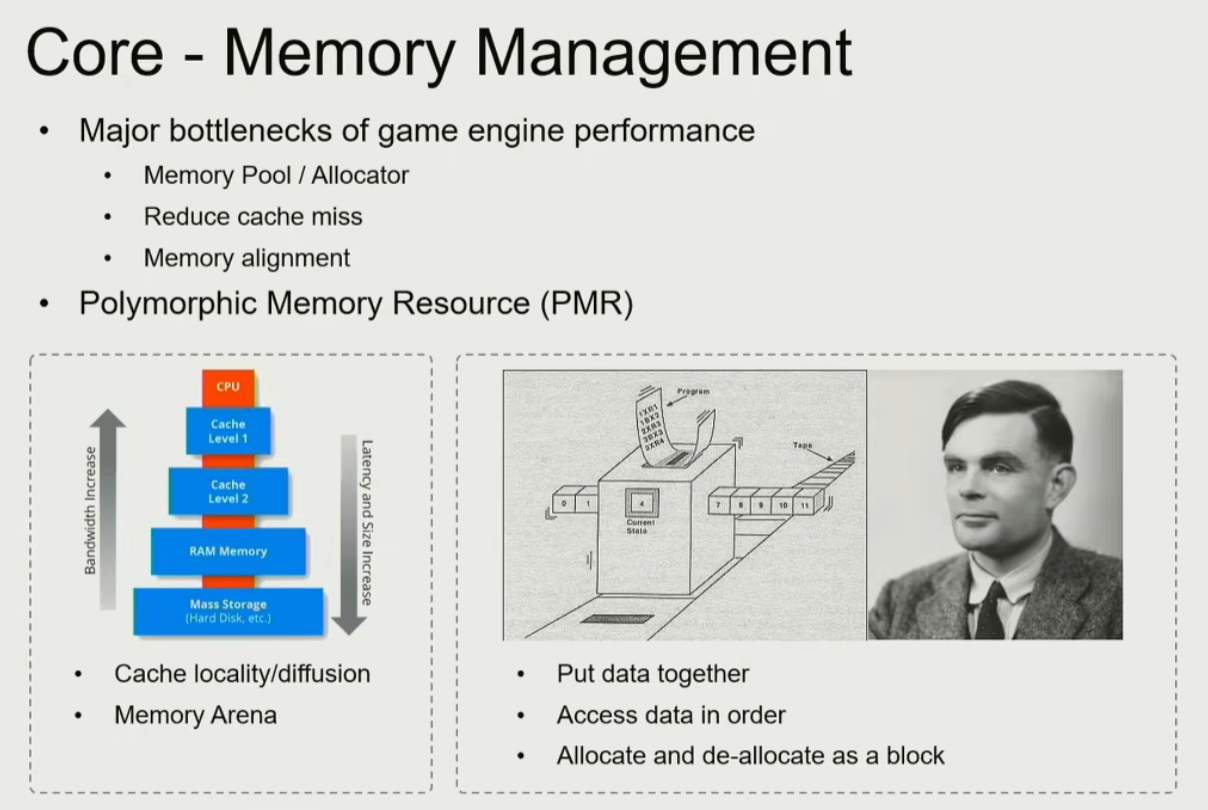 Core - Memory Management
• Major bottlenecks of game engine performance
• Memory Pool / Allocator
• Reduce cache miss
• Memory alignment
• Polymorphic Memory Resource (PMR)
CPU
Cache
Level 1
Cache
Level 2
RAM Memory
Mass Storage
(Hard Disk, etc.)
Bandwidth Increase
Latency and Size Increase
• Cache locality/diffusion
• Memory Arena
Program
1XR1
1BX2
2XR3
3BX3
3XR4
Tape
0 1 4 7 8 9 10 11
Current
State
• Put data together
• Access data in order
• Allocate and de-allocate as a block